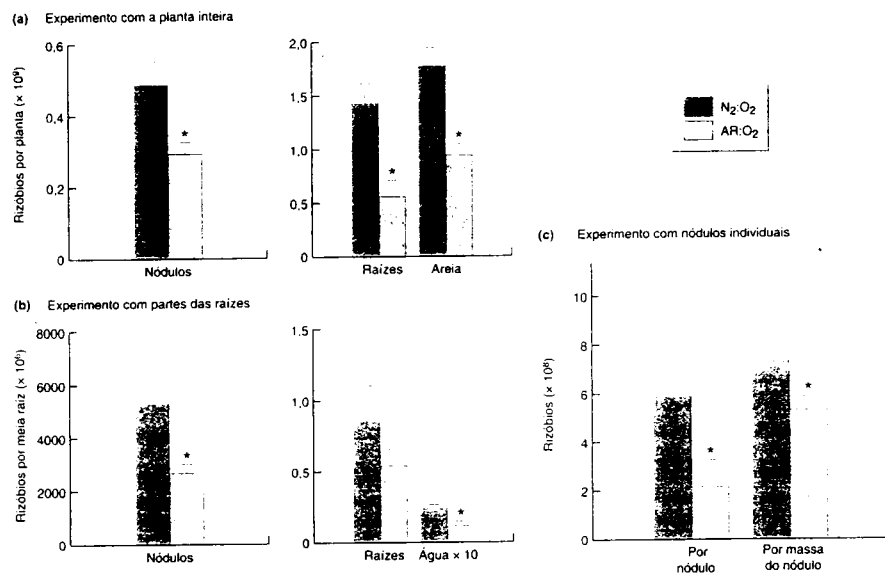 (a) Experimento com a planta inteira
Rizóbios por planta (× 10⁹)
0,6
0,4
0,2
0
Nódulos
2,0
1,5
1,0
0,5
0
*
*
*
Raízes Areia
N₂:O₂
AR:O₂
(b) Experimento com partes das raízes
Rizóbios por meia raiz (× 10⁶)
8000
6000
4000
2000
0
*
Nódulos
1,5
1,0
0,5
0
*
Raízes Água × 10
(c) Experimento com nódulos individuais
Rizóbios (× 10⁸)
10
8
6
4
2
0
*
*
Por nódulo
Por massa do nódulo